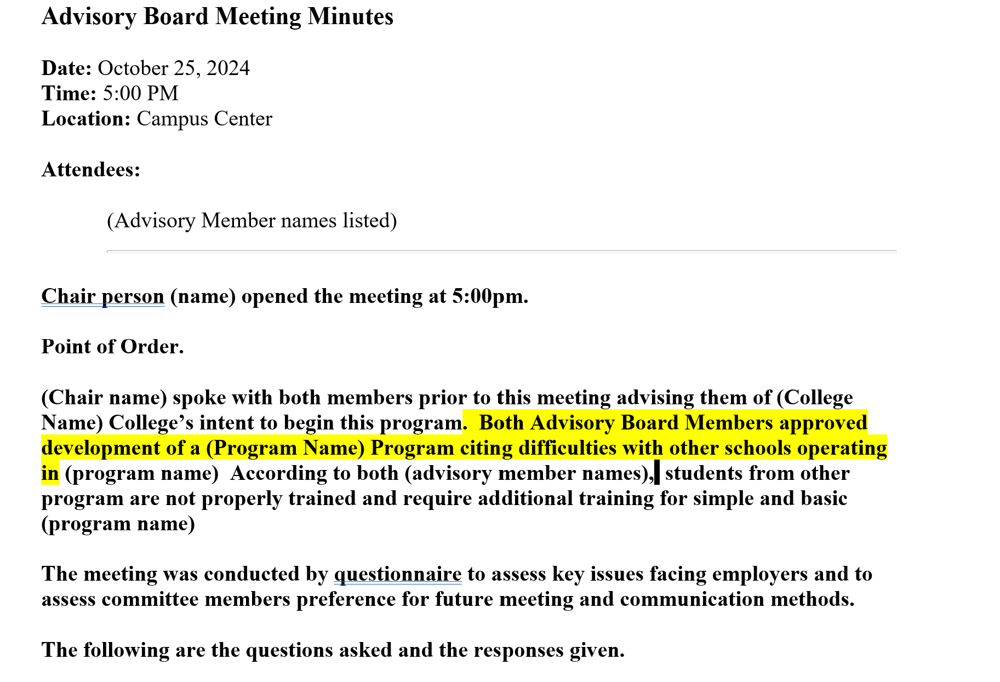 Advisory Board Meeting Minutes
Date: October 25, 2024
Time: 5:00 PM
Location: Campus Center
Attendees:
(Advisory Member names listed)
Chair person (name) opened the meeting at 5:00pm.
Point of Order.
(Chair name) spoke with both members prior to this meeting advising them of (College
Name) College’s intent to begin this program.  Both Advisory Board Members approved
development of a (Program Name) Program citing difficulties with other schools operating
in (program name)  According to both (advisory member names), students from other
program are not properly trained and require additional training for simple and basic
(program name)
The meeting was conducted by questionnaire to assess key issues facing employers and to
assess committee members preference for future meeting and communication methods.
The following are the questions asked and the responses given.